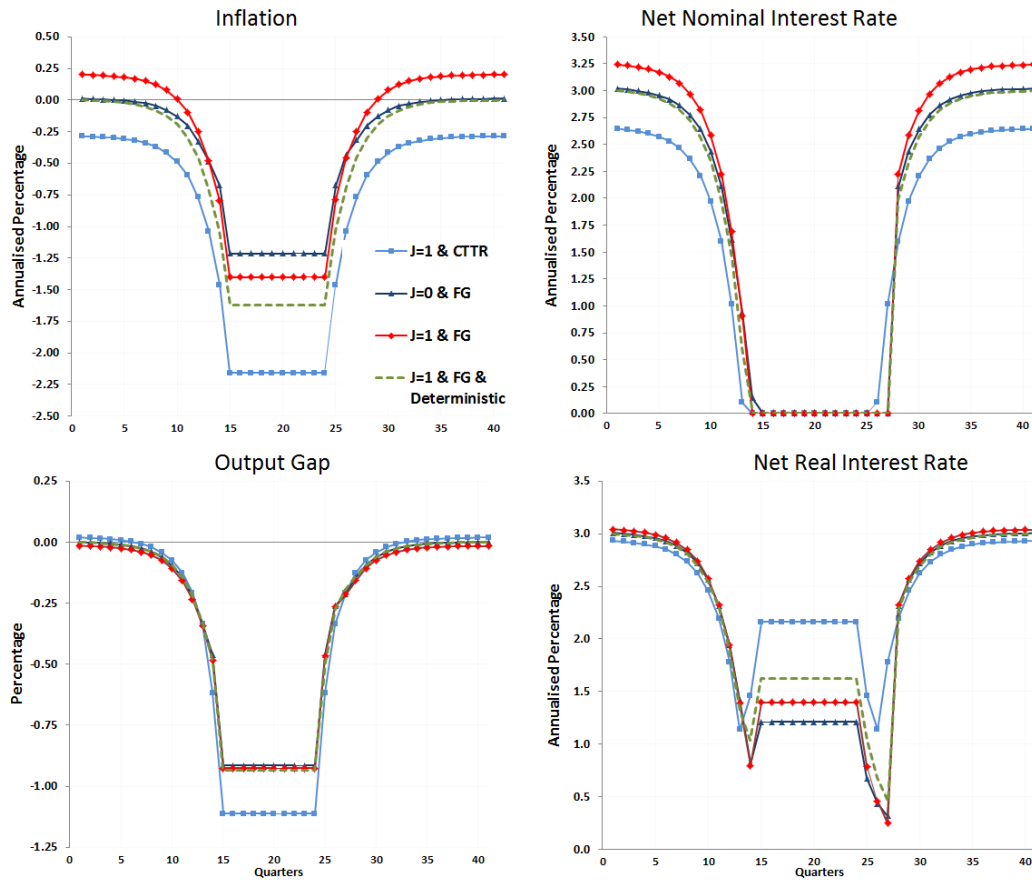 Inflation
Annualised Percentage
0.50
0.25
0.00
-0.25
-0.50
-0.75
-1.00
-1.25
-1.50
-1.75
-2.00
-2.25
-2.50
0 5 10 15 20 25 30 35 40
J=1 & CTTR
J=0 & FG
J=1 & FG
J=1 & FG &
Deterministic
Net Nominal Interest Rate
Annualised Percentage
3.50
3.25
3.00
2.75
2.50
2.25
2.00
1.75
1.50
1.25
1.00
0.75
0.50
0.25
0.00
0 5 10 15 20 25 30 35 40
Output Gap
Percentage
0.25
0.00
-0.25
-0.50
-0.75
-1.00
-1.25
0 5 10 15 20 25 30 35 40
Quarters
Net Real Interest Rate
Annualised Percentage
3.5
3.0
2.5
2.0
1.5
1.0
0.5
0.0
0 5 10 15 20 25 30 35 40
Quarters